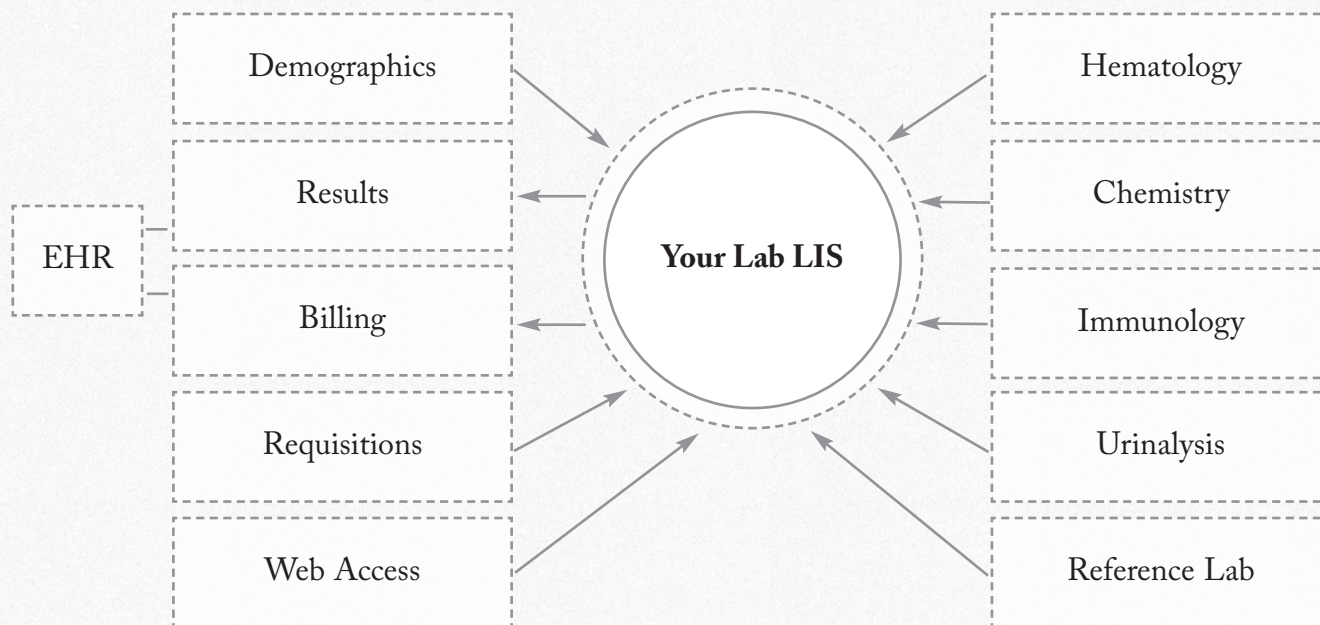 Demographics
Results
EHR
Billing
Requisitions
Web Access
Your Lab LIS
Hematology
Chemistry
Immunology
Urinalysis
Reference Lab